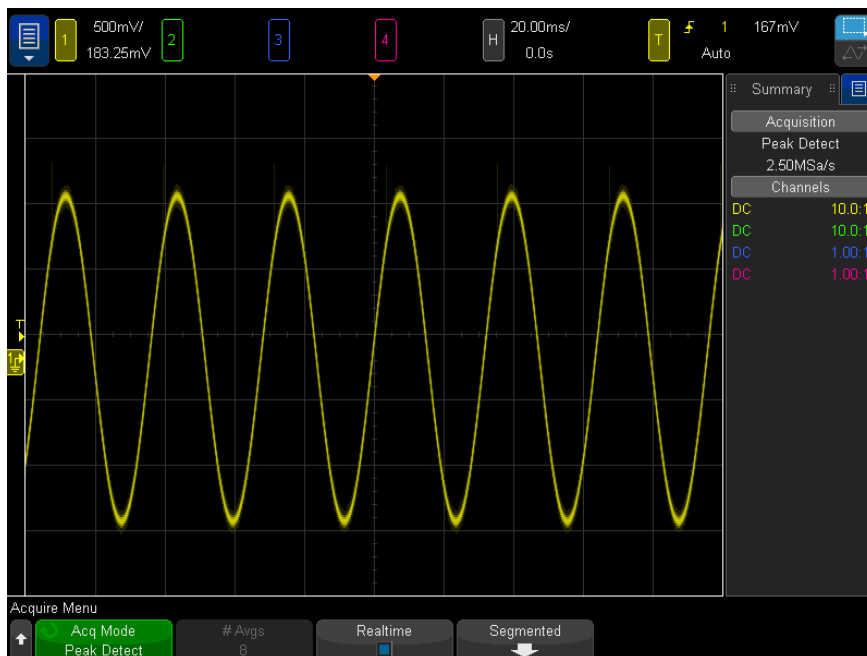 1 500mV/ 2 3 4 H 20.00ms/ T 1 167mV
183.25mV 0.0s Auto
Summary
Acquisition
Peak Detect
2.50MSa/s
Channels
DC 10.0:1
DC 10.0:1
DC 1.00:1
DC 1.00:1
T
1
Acquire Menu
Acq Mode # Avgs Realtime Segmented
Peak Detect 8